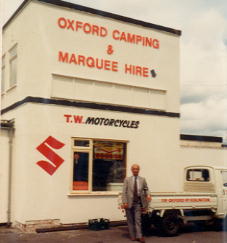 OXFORD CAMPING
&
MARQUEE HIRE
T.W. MOTORCYCLES
S